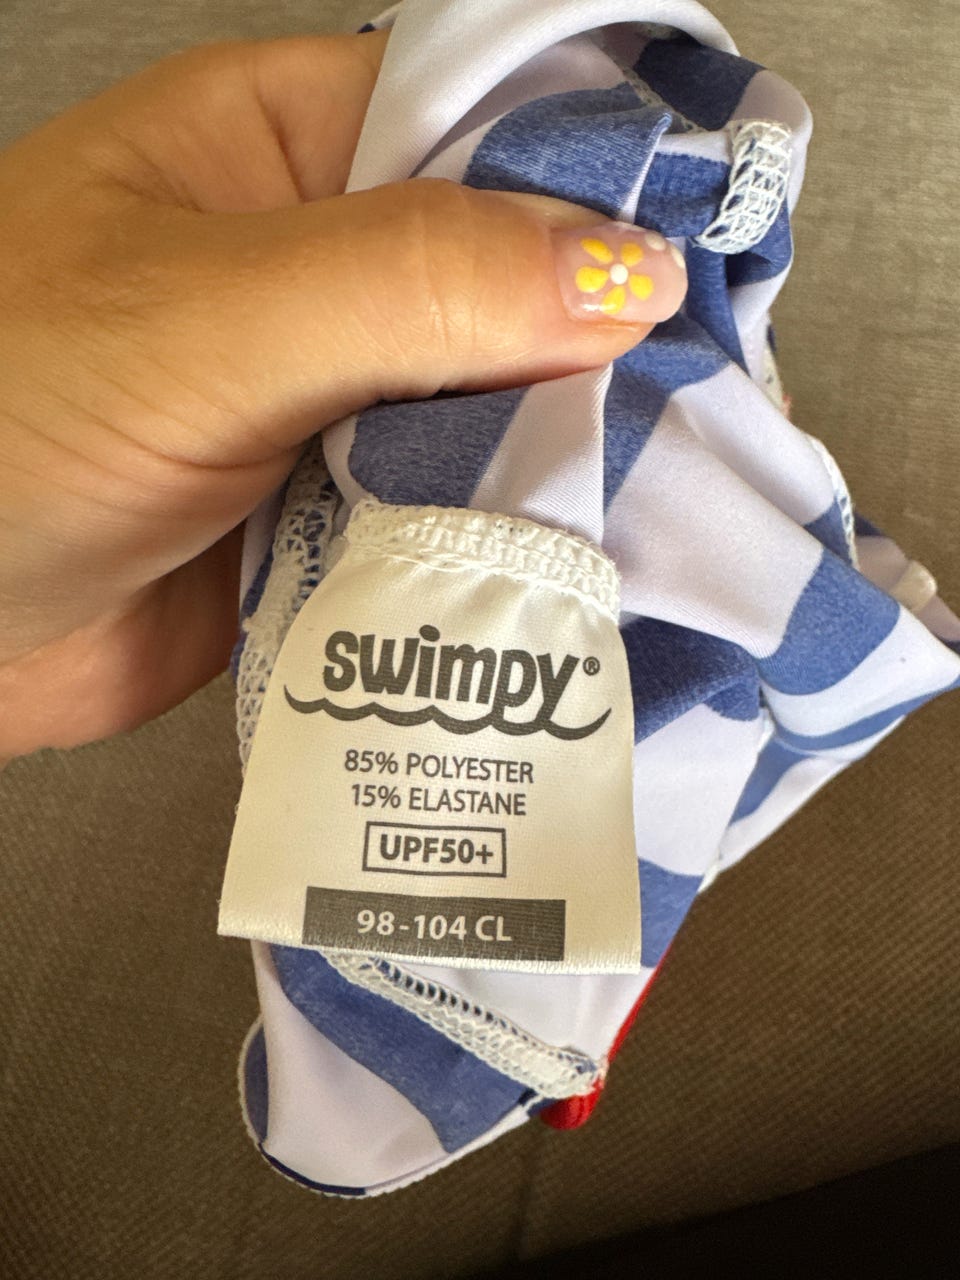 swimpy®
85% POLYESTER
15% ELASTANE
UPF50+
98-104 CL